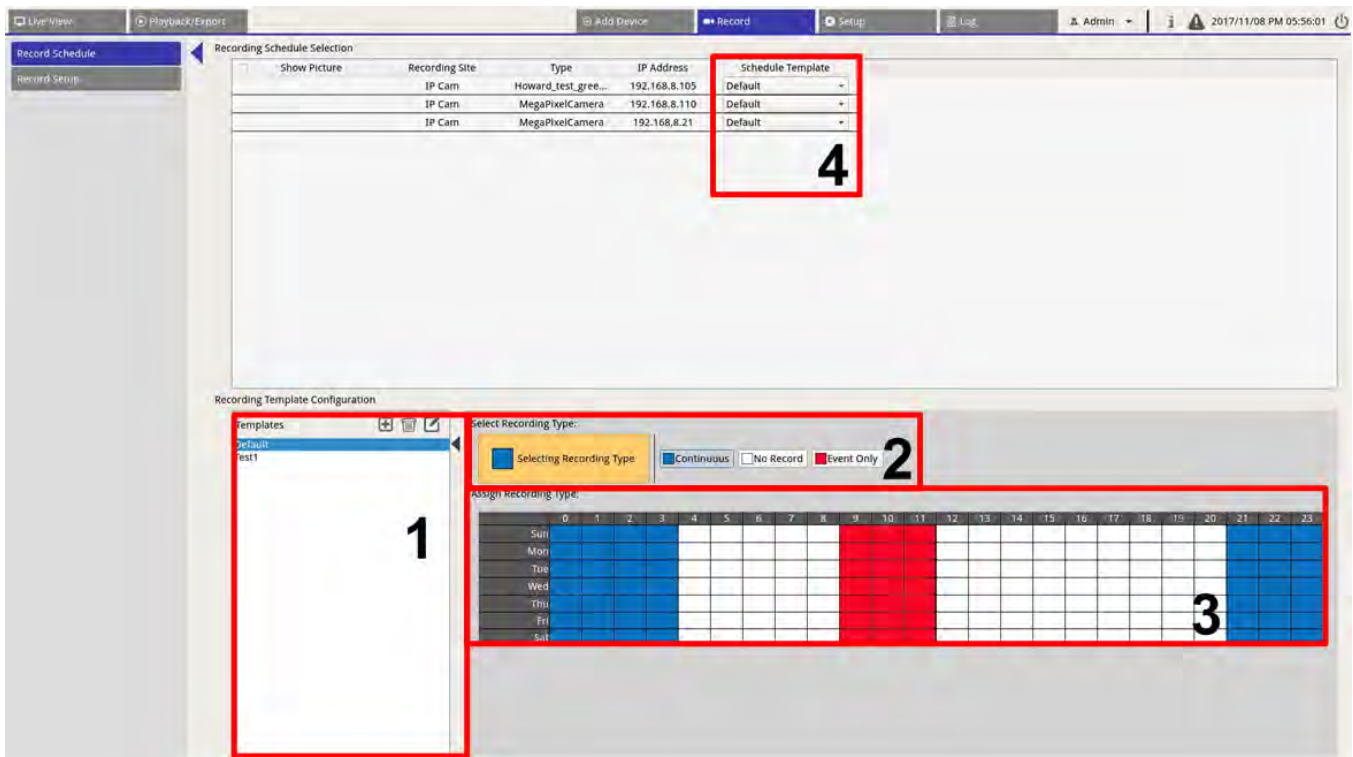 Live View Playback/Export Add Device Record Setup Log Admin i 2017/11/08 PM 05:56:01
Record Schedule
Record Setup
Recording Schedule Selection
Show Picture Recording Site Type IP Address Schedule Template
IP Cam Howard_test_gree... 192.168.8.105 Default
IP Cam MegaPixelCamera 192.168.8.110 Default
IP Cam MegaPixelCamera 192.168.8.21 Default
4
Recording Template Configuration
Templates
Default
Test1
1
Select Recording Type:
Selecting Recording Type Continuous No Record Event Only
2
Assign Recording Type:
0 1 2 3 4 5 6 7 8 9 10 11 12 13 14 15 16 17 18 19 20 21 22 23
Sun
Mon
Tue
Wed
Thu
Fri
Sat
3